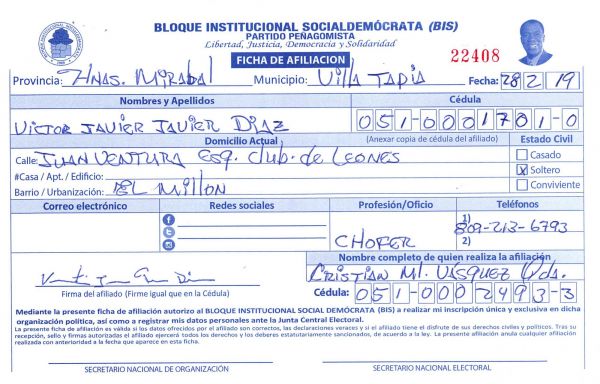 BLOQUE INSTITUCIONAL SOCIALDEMÓCRATA (BIS)
PARTIDO PEÑAGOMISTA
Libertad, Justicia, Democracia y Solidaridad
FICHA DE AFILIACION
22408
Provincia: HNAS. MIRABAL Municipio: VILLA TAPIA Fecha: 28 2 19
Nombres y Apellidos Cédula
VICTOR JAVIER JAVIER DIAZ 051-0001701-0
Domicilio Actual (Anexar copia de cédula del afiliado) Estado Civil
Calle: JUAN VENTURA ESQ. Club de LEONES Casado
#Casa / Apt. / Edificio: X Soltero
Barrio / Urbanización: EL MILLON Conviviente
Correo electrónico Redes sociales Profesión/Oficio Teléfonos
1) 809-213-6793
CHOFER 2)
Nombre completo de quien realiza la afiliación
CRISTIAN Ml. VASQUEZ
Firma del afiliado (Firme igual que en la Cédula) Cédula: 051-0002493-3
Mediante la presente ficha de afiliación autorizo al BLOQUE INSTITUCIONAL SOCIAL DEMÓCRATA (BIS) a realizar mi inscripción única y exclusiva en dicha
organización política, así como a registrar mis datos personales ante la Junta Central Electoral.
La presente ficha de afiliación es válida si los datos ofrecidos por el afiliado son correctos, las declaraciones veraces y si el afiliado tiene el disfrute de sus derechos civiles y políticos. Tras su
recepción, sello y firmas autorizadas el afiliado ejercerá todos los derechos y los deberes estatutariamente sancionados, de acuerdo a la ley. La presente afiliación anula cualquier afiliación
realizada con anterioridad a la fecha que aparece en esta ficha.
SECRETARIO NACIONAL DE ORGANIZACIÓN SECRETARIO NACIONAL ELECTORAL